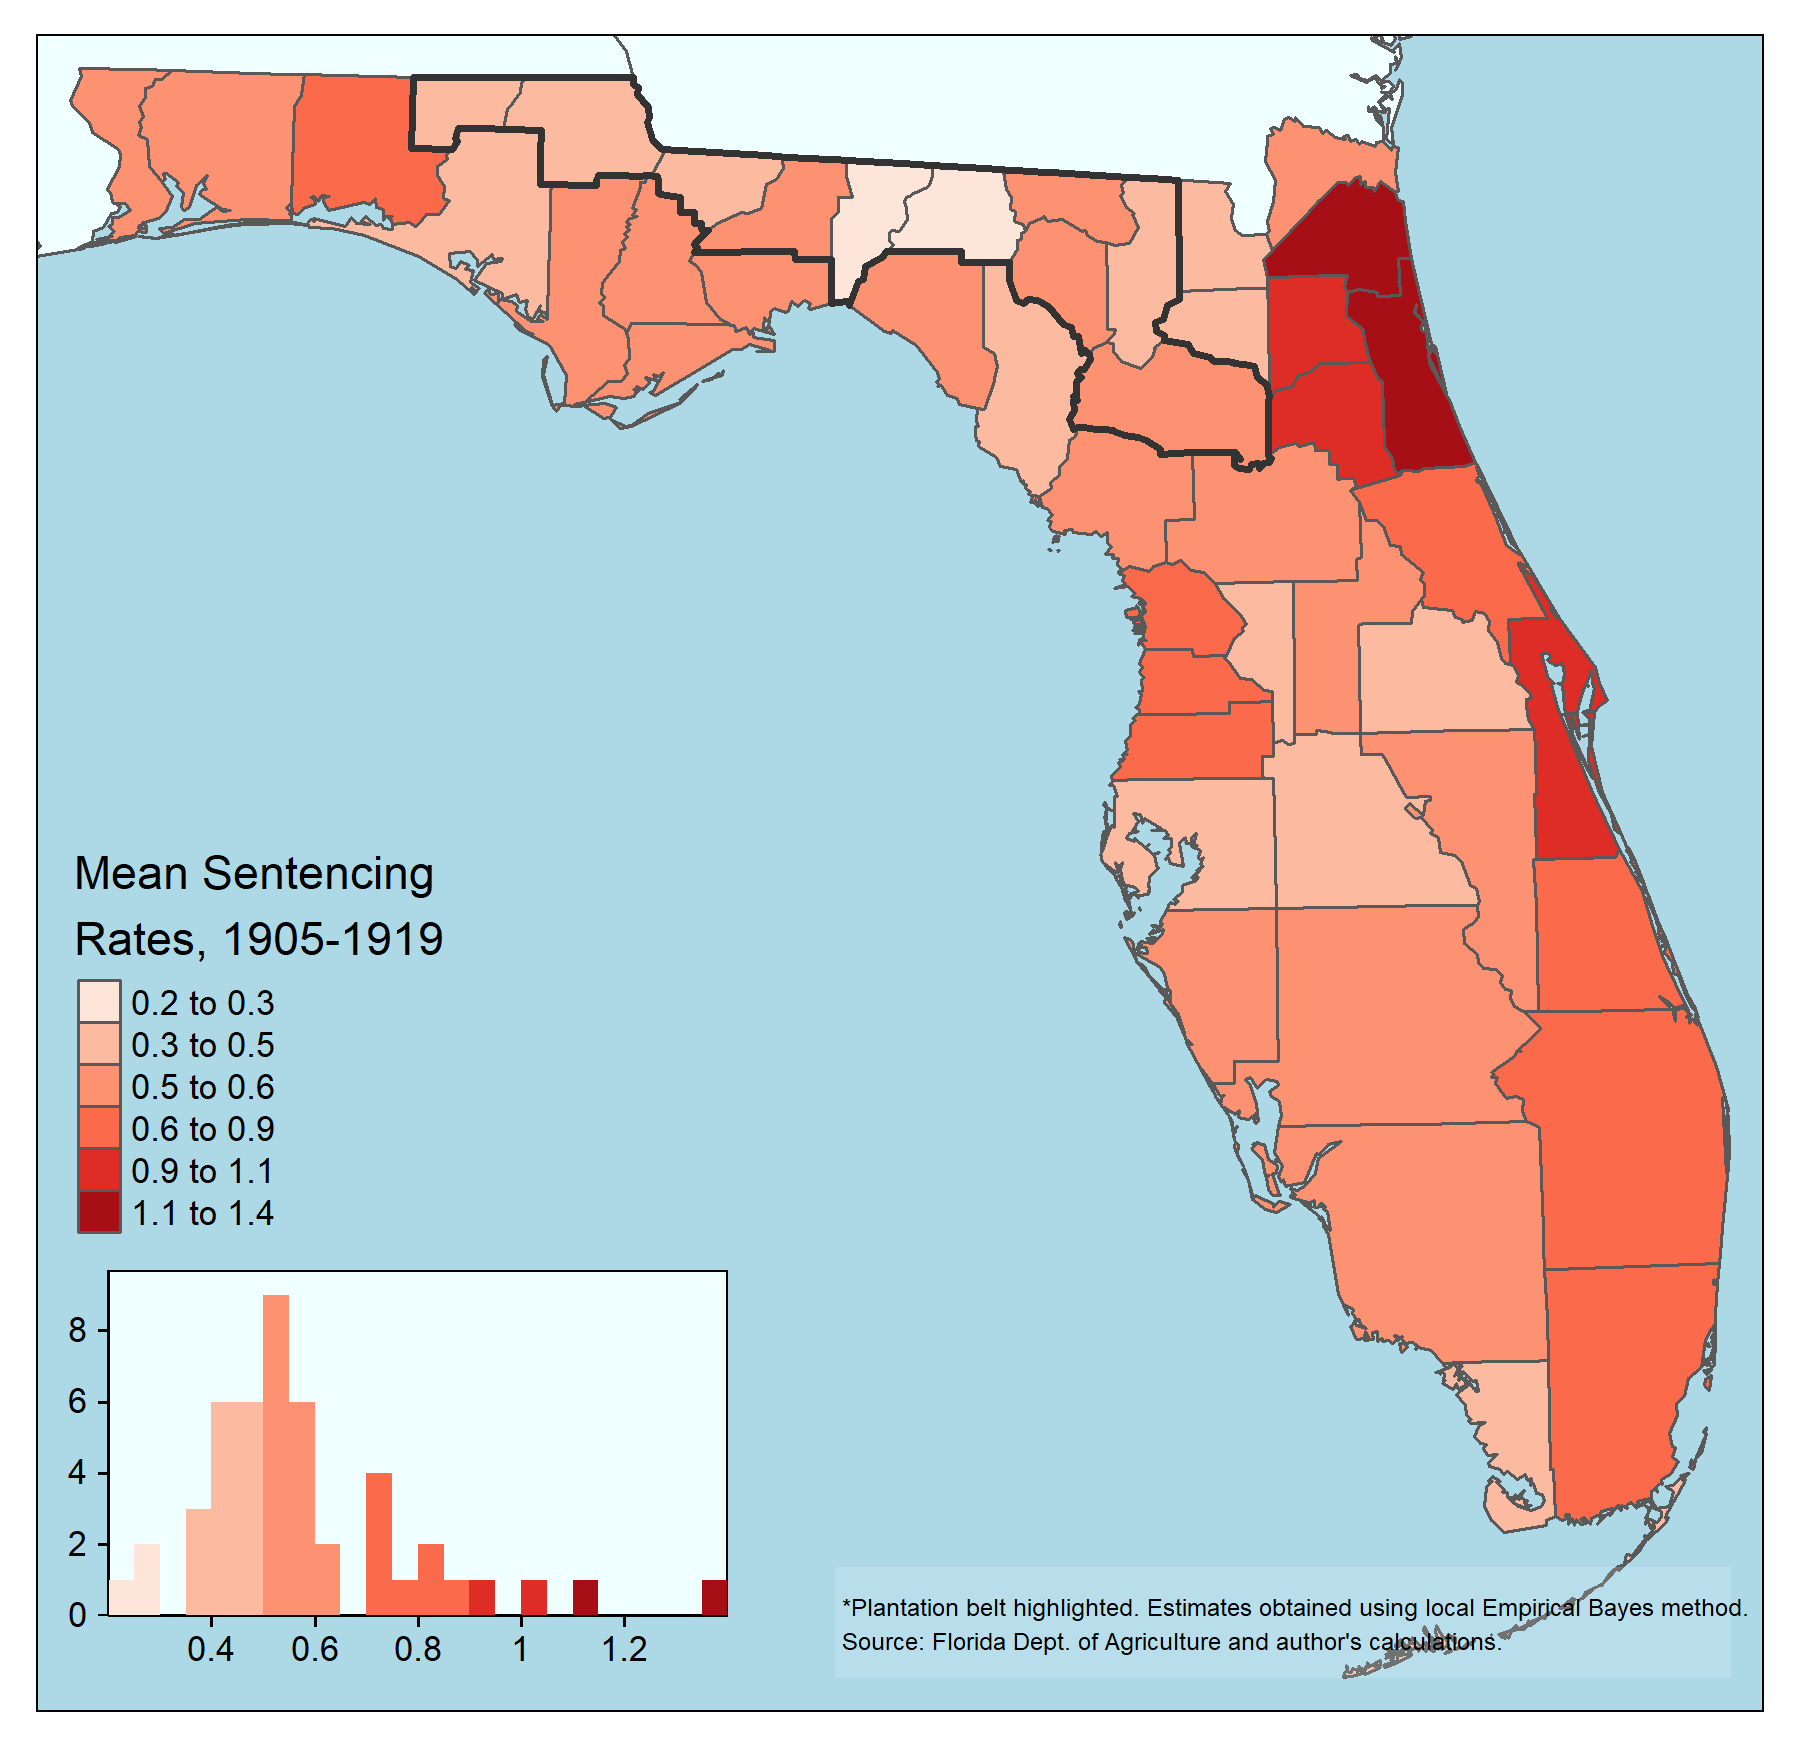 Mean Sentencing
Rates, 1905-1919
0.2 to 0.3
0.3 to 0.5
0.5 to 0.6
0.6 to 0.9
0.9 to 1.1
1.1 to 1.4
8
6
4
2
0
0.4 0.6 0.8 1 1.2
*Plantation belt highlighted. Estimates obtained using local Empirical Bayes method.
Source: Florida Dept. of Agriculture and author's calculations.